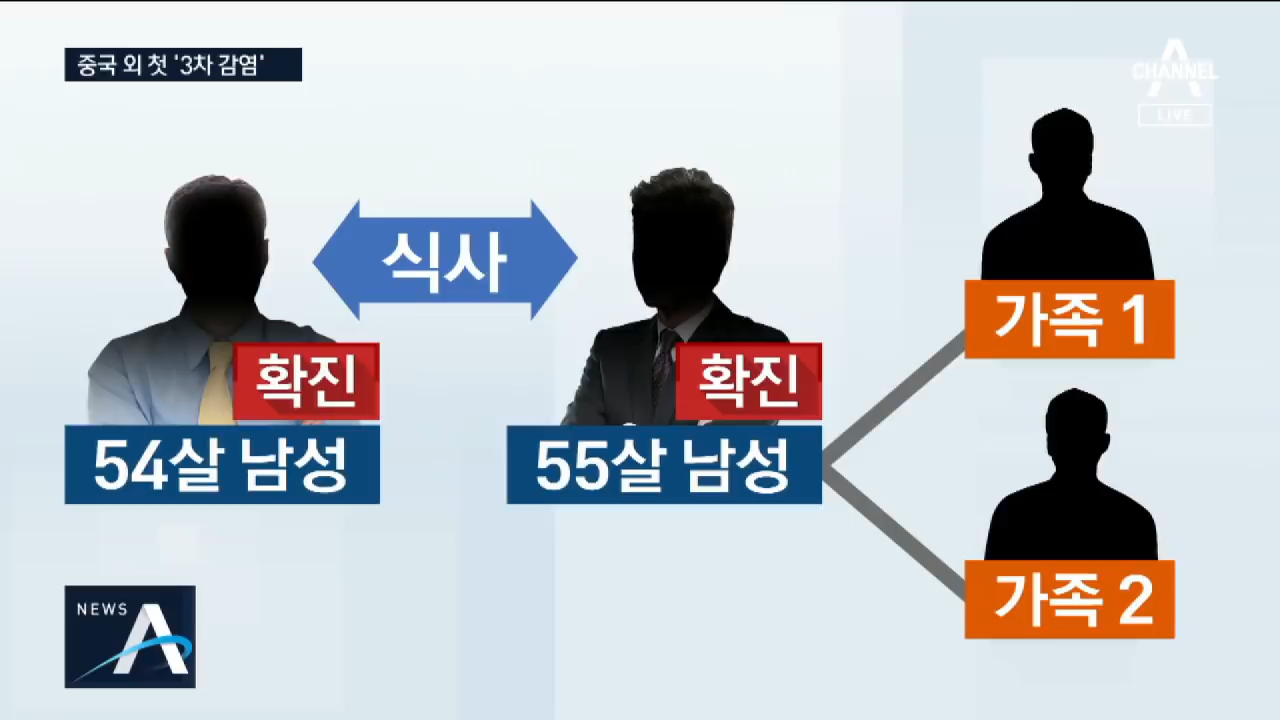 중국 외 첫 '3차 감염'
CHANNEL A
LIVE
식사
확진
54살 남성
확진
55살 남성
가족 1
가족 2
NEWS A